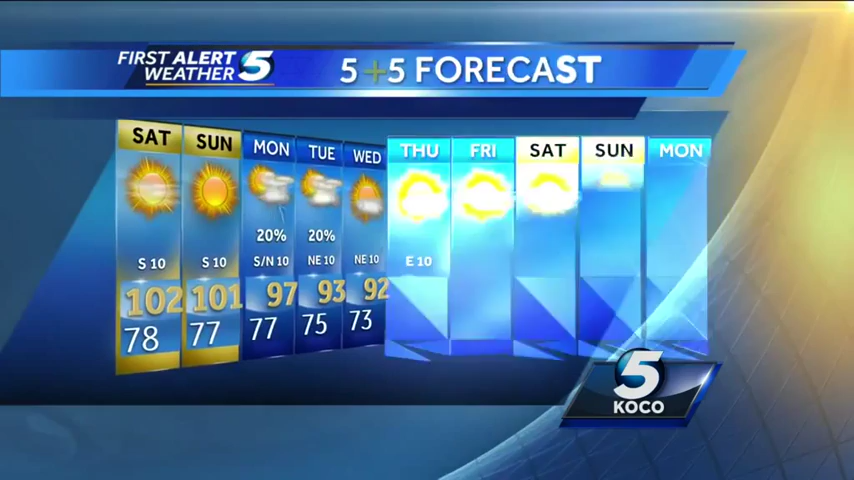 FIRST ALERT
WEATHER 5
5+5 FORECAST
SAT SUN MON TUE WED THU FRI SAT SUN MON
20% 20%
S 10 S 10 S/N 10 NE 10 NE 10 E 10
102 101 97 93 92
78 77 77 75 73
5
KOCO